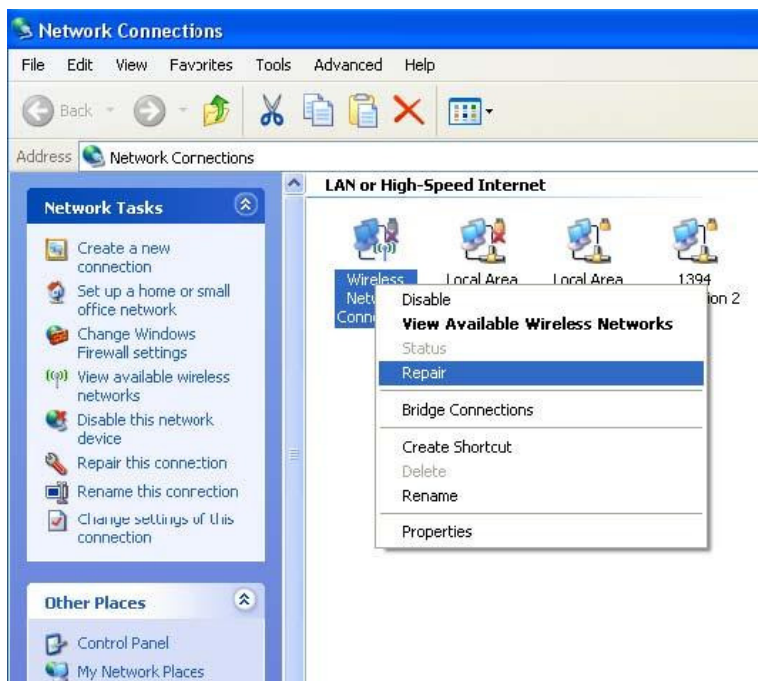 Network Connections
File Edit View Favorites Tools Advanced Help
Back
Address Network Connections
Network Tasks
Create a new
connection
Set up a home or small
office network
Change Windows
Firewall settings
View available wireless
networks
Disable this network
device
Repair this connection
Rename this connection
Change settings of this
connection
Other Places
Control Panel
My Network Places
LAN or High-Speed Internet
Wireless Local Area Local Area 1394
Netw ion 2
Conn
Disable
View Available Wireless Networks
Status
Repair
Bridge Connections
Create Shortcut
Delete
Rename
Properties